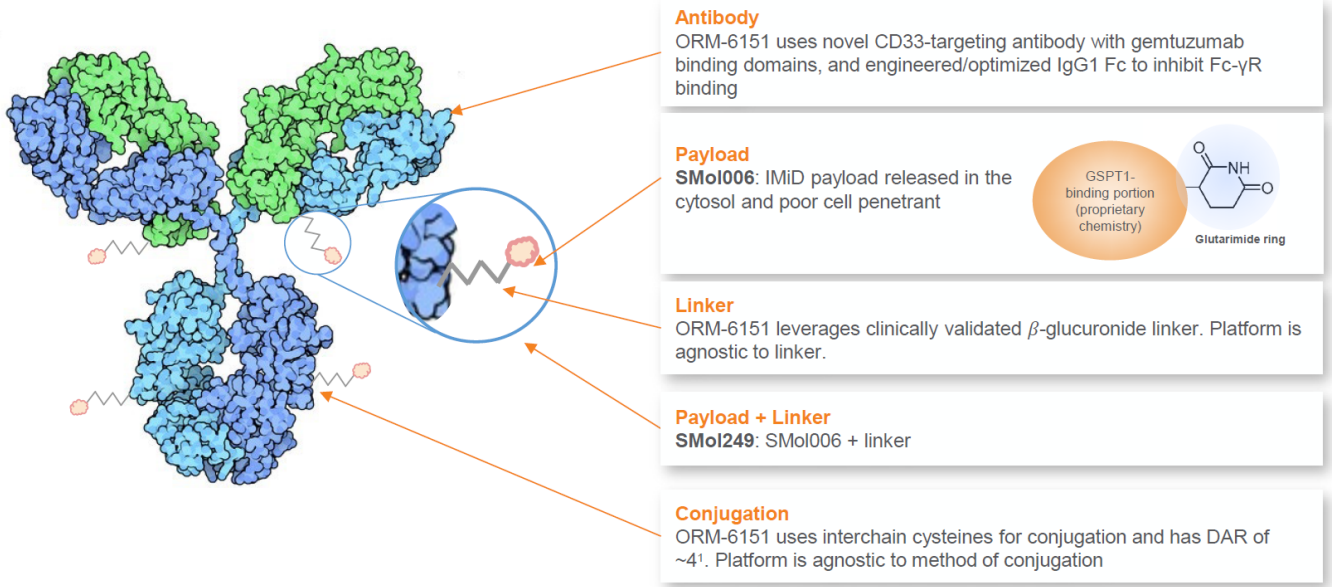 Antibody
ORM-6151 uses novel CD33-targeting antibody with gemtuzumab
binding domains, and engineered/optimized IgG1 Fc to inhibit Fc-γR
binding
Payload
SMol006: IMiD payload released in the
cytosol and poor cell penetrant
GSPT1-
binding portion
(proprietary
chemistry)
O
NH
O
Glutarimide ring
Linker
ORM-6151 leverages clinically validated β-glucuronide linker. Platform is
agnostic to linker.
Payload + Linker
SMol249: SMol006 + linker
Conjugation
ORM-6151 uses interchain cysteines for conjugation and has DAR of
~4¹. Platform is agnostic to method of conjugation